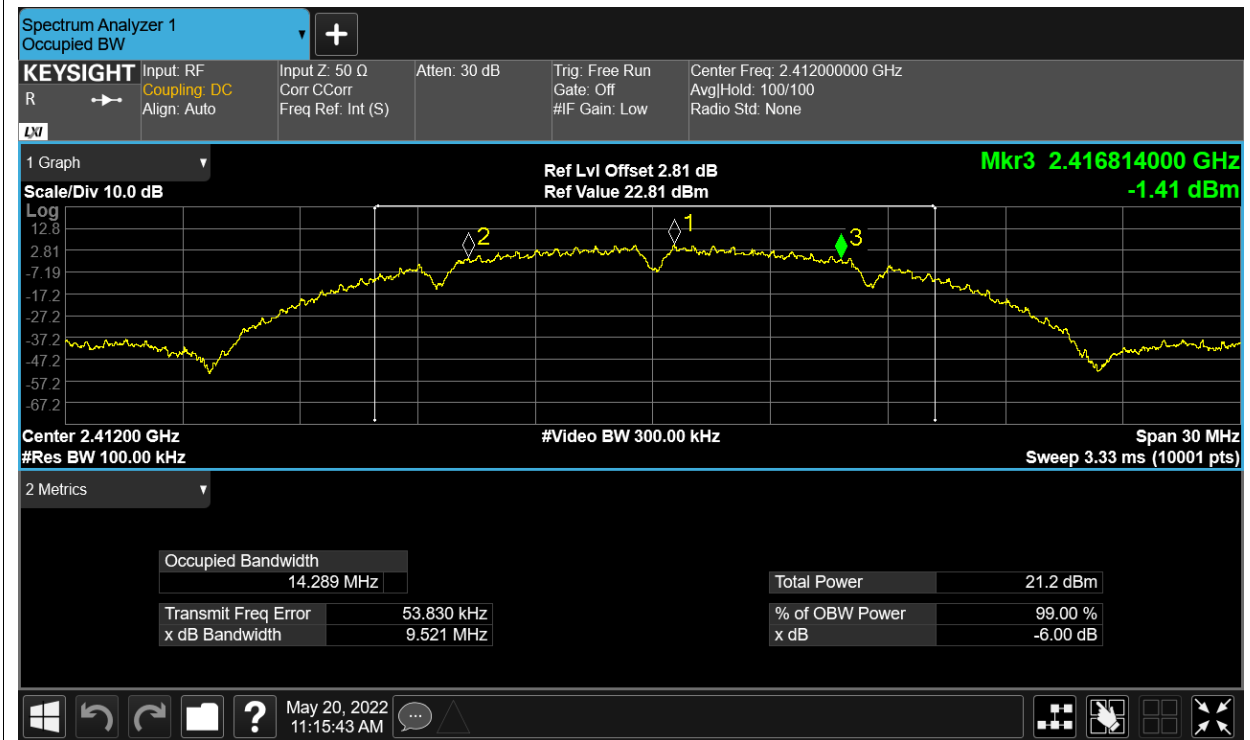 Spectrum Analyzer 1
Occupied BW
KEYSIGHT
R
LXI
Input: RF
Coupling: DC
Align: Auto
Input Z: 50 Ω
Corr CCorr
Freq Ref: Int (S)
Atten: 30 dB
Trig: Free Run
Gate: Off
#IF Gain: Low
Center Freq: 2.412000000 GHz
Avg|Hold: 100/100
Radio Std: None
1 Graph
Scale/Div 10.0 dB
Ref Lvl Offset 2.81 dB
Ref Value 22.81 dBm
Mkr3 2.416814000 GHz
-1.41 dBm
Log
12.8
2.81
-7.19
-17.2
-27.2
-37.2
-47.2
-57.2
-67.2
2
1
3
Center 2.41200 GHz
#Video BW 300.00 kHz
Span 30 MHz
#Res BW 100.00 kHz
Sweep 3.33 ms (10001 pts)
2 Metrics
Occupied Bandwidth
14.289 MHz
Total Power 21.2 dBm
Transmit Freq Error 53.830 kHz
% of OBW Power 99.00 %
x dB Bandwidth 9.521 MHz
x dB -6.00 dB
?
May 20, 2022
11:15:43 AM